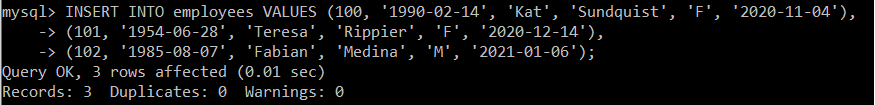 mysql> INSERT INTO employees VALUES (100, '1990-02-14', 'Kat', 'Sundquist', 'F', '2020-11-04'),
    -> (101, '1954-06-28', 'Teresa', 'Rippier', 'F', '2020-12-14'),
    -> (102, '1985-08-07', 'Fabian', 'Medina', 'M', '2021-01-06');
Query OK, 3 rows affected (0.01 sec)
Records: 3  Duplicates: 0  Warnings: 0